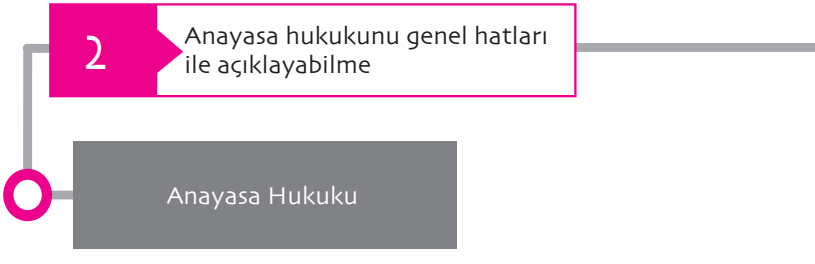 2
Anayasa hukukunu genel hatları
ile açıklayabilme
Anayasa Hukuku